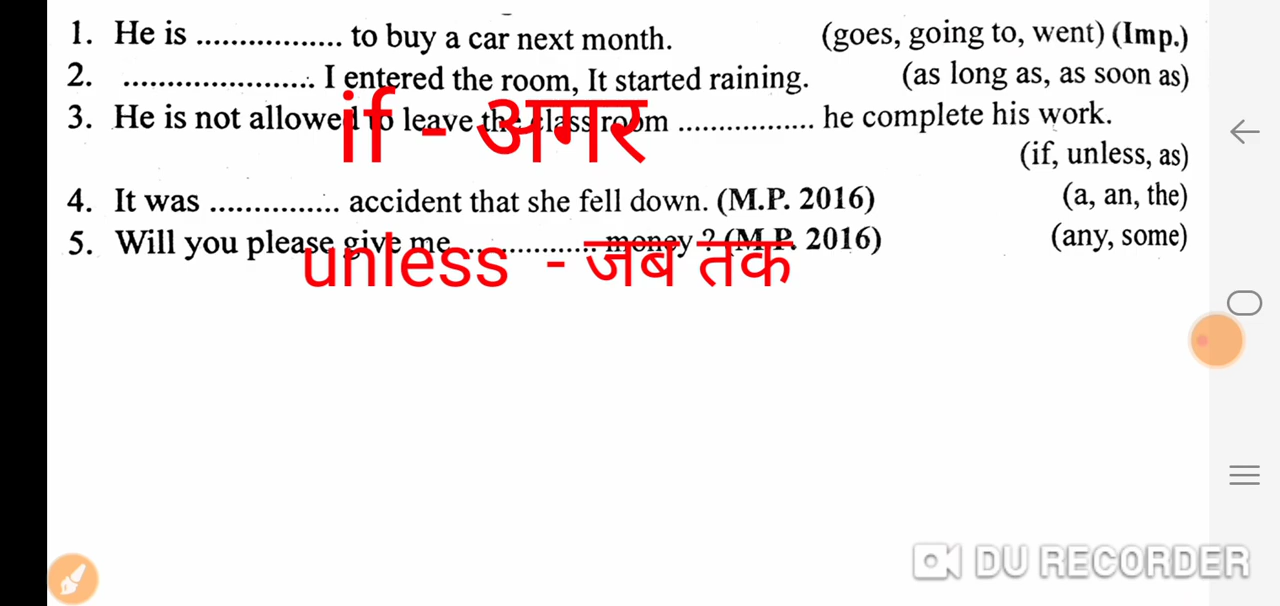 1. He is ................. to buy a car next month. (goes, going to, went) (Imp.)
2. ...................... I entered the room, It started raining. (as long as, as soon as)
if - अगर
3. He is not allowed to leave the class room ................ he complete his work.
(if, unless, as)
4. It was ............... accident that she fell down. (M.P. 2016) (a, an, the)
5. Will you please give me ................. money ? (M.P. 2016) (any, some)
unless - जब तक
DU RECORDER